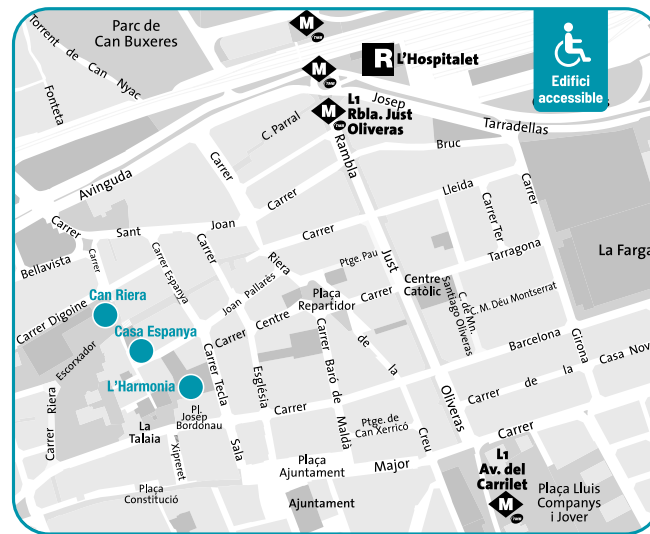 Parc de
Can Buxeres
Torrent de Can Nyac
Fonteta
M
M
R L'Hospitalet
Edifici
accessible
M
L1
Rbla. Just
Oliveras
Josep
Tarradellas
C. Parral
Avinguda
Rambla
Bruc
Carrer
Carrer
Lleida
Carrer
Carrer Ter
Carrer
Sant
Joan
Carrer
Bellavista
Carrer
Carrer
Carrer Espanya
Riera
Ptge. Pau
Just
Tarragona
La Farga
Centre
Catòlic
Can Riera
Joan Pallarès
Plaça
Repartidor
Carrer
Santiago Oliveras
C. de Mn.
C. M. Déu Montserrat
Carrer Digoine
Casa Espanya
Carrer
Centre
Barcelona
Girona
Casa Nov
Escorxador
Carrer Baró de Maldà
de la
L'Harmonia
Carrer Tecla
Església
Carrer de la
Oliveras
Pl.
Josep
Bordonau
Carrer
Carrer Riera
La
Talaia
Xipreret
Sala
Ptge. de
Can Xerricó
Creu
Carrer
Plaça
Ajuntament
Major
L1
Av. del
Carrilet
M
Plaça
Constitució
Ajuntament
Plaça Lluis
Companys
i Jover